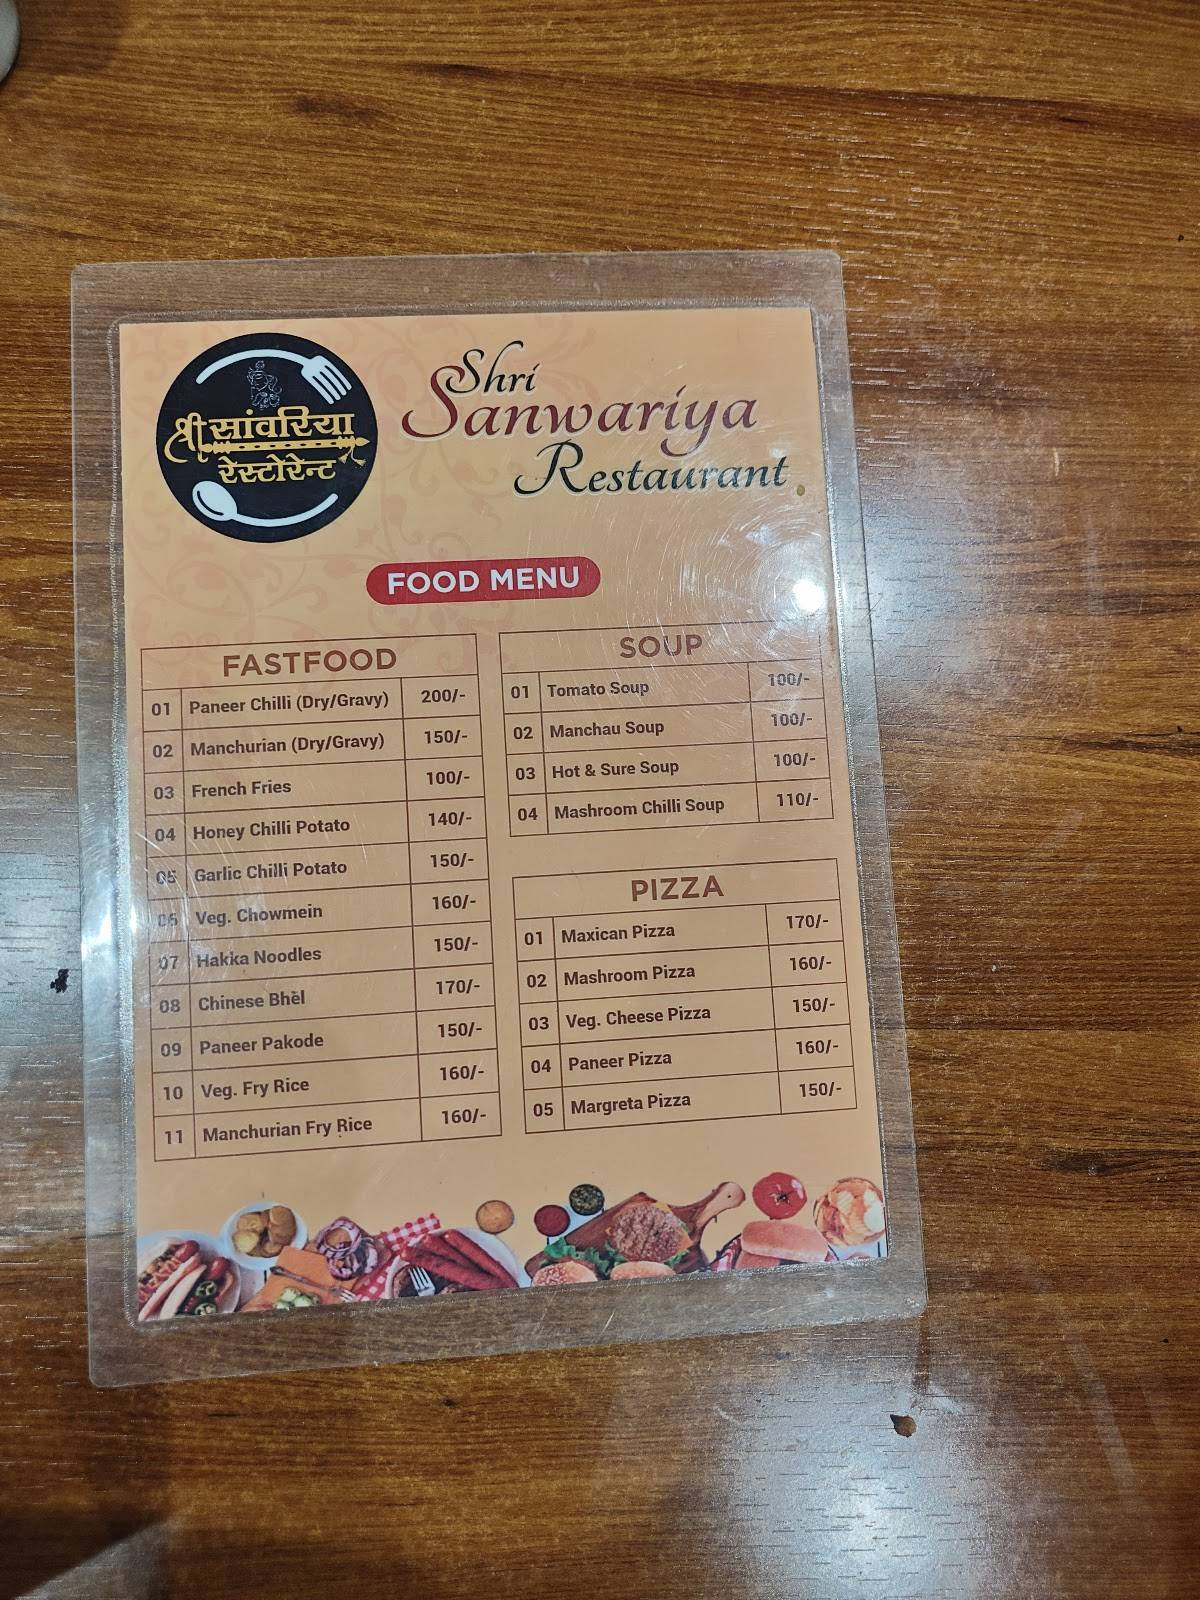 श्री सांवरिया
रेस्टोरेन्ट
Shri
Sanwariya
Restaurant
FOOD MENU
FASTFOOD
01 Paneer Chilli (Dry/Gravy) 200/-
02 Manchurian (Dry/Gravy) 150/-
03 French Fries 100/-
04 Honey Chilli Potato 140/-
05 Garlic Chilli Potato 150/-
06 Veg. Chowmein 160/-
07 Hakka Noodles 150/-
08 Chinese Bhel 170/-
09 Paneer Pakode 150/-
10 Veg. Fry Rice 160/-
11 Manchurian Fry Rice 160/-
SOUP
01 Tomato Soup 100/-
02 Manchau Soup 100/-
03 Hot & Sure Soup 100/-
04 Mashroom Chilli Soup 110/-
PIZZA
01 Maxican Pizza 170/-
02 Mashroom Pizza 160/-
03 Veg. Cheese Pizza 150/-
04 Paneer Pizza 160/-
05 Margreta Pizza 150/-